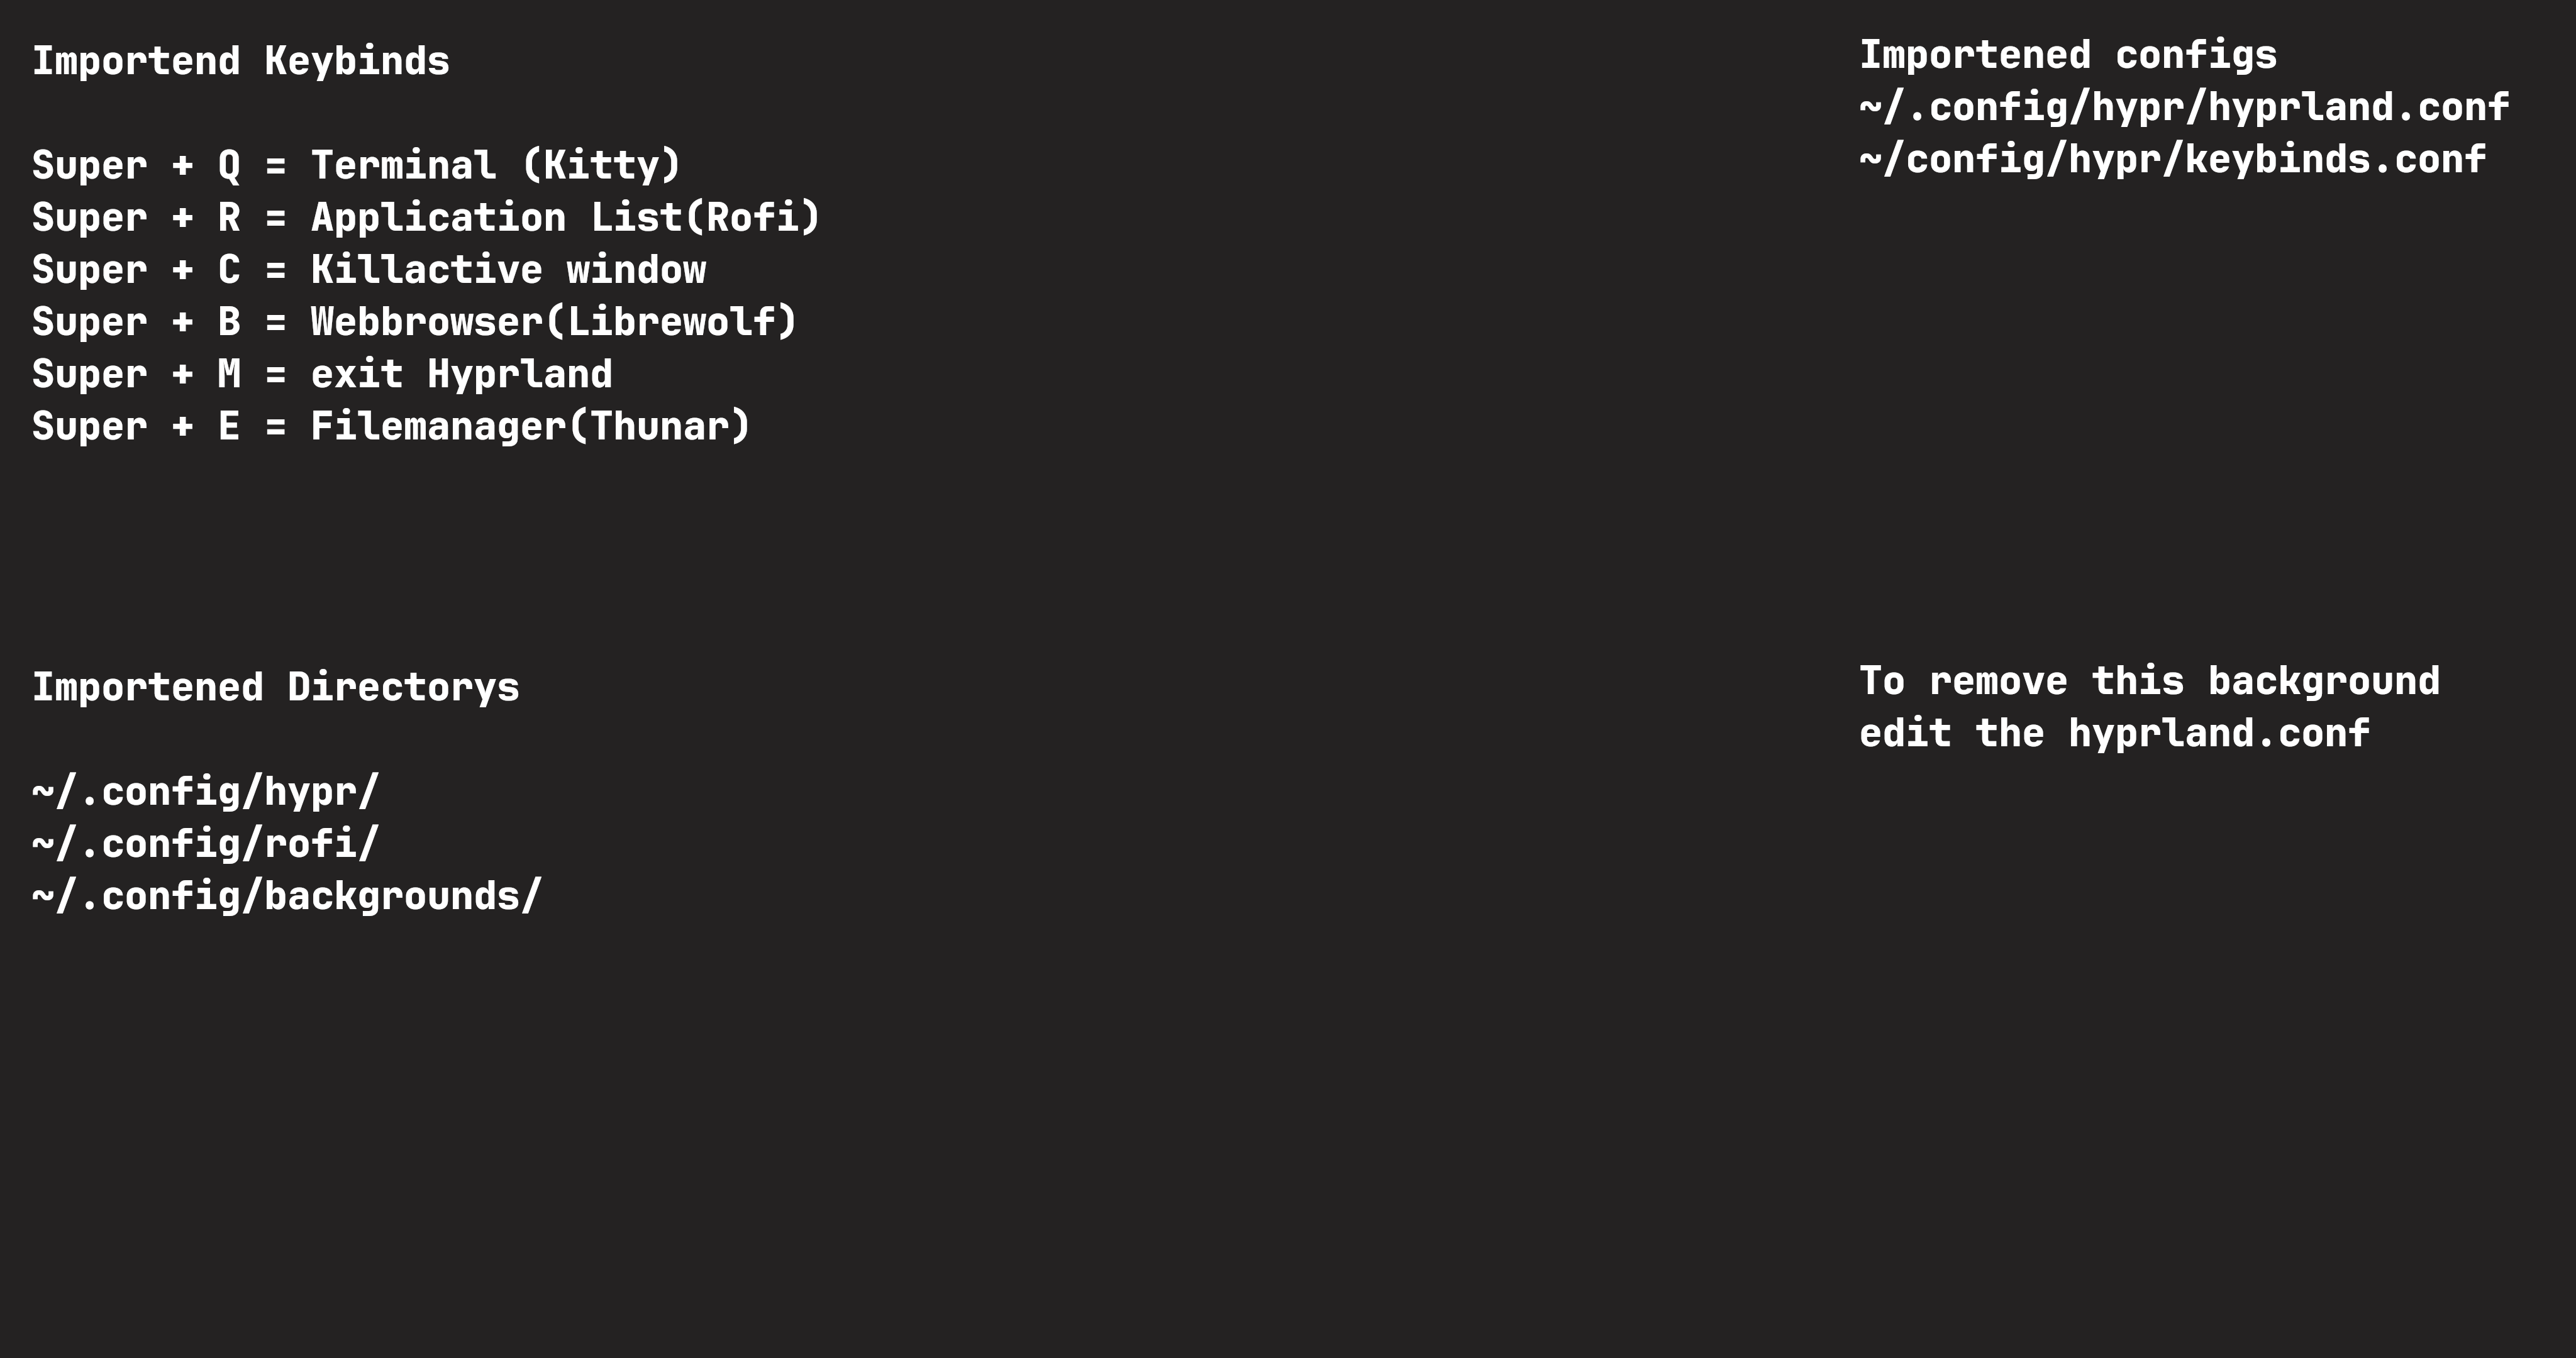 Importend Keybinds
Super + Q = Terminal (Kitty)
Super + R = Application List(Rofi)
Super + C = Killactive window
Super + B = Webbrowser(Librewolf)
Super + M = exit Hyprland
Super + E = Filemanager(Thunar)
Importened Directorys
~/.config/hypr/
~/.config/rofi/
~/.config/backgrounds/
Importened configs
~/.config/hypr/hyprland.conf
~/config/hypr/keybinds.conf
To remove this background
edit the hyprland.conf